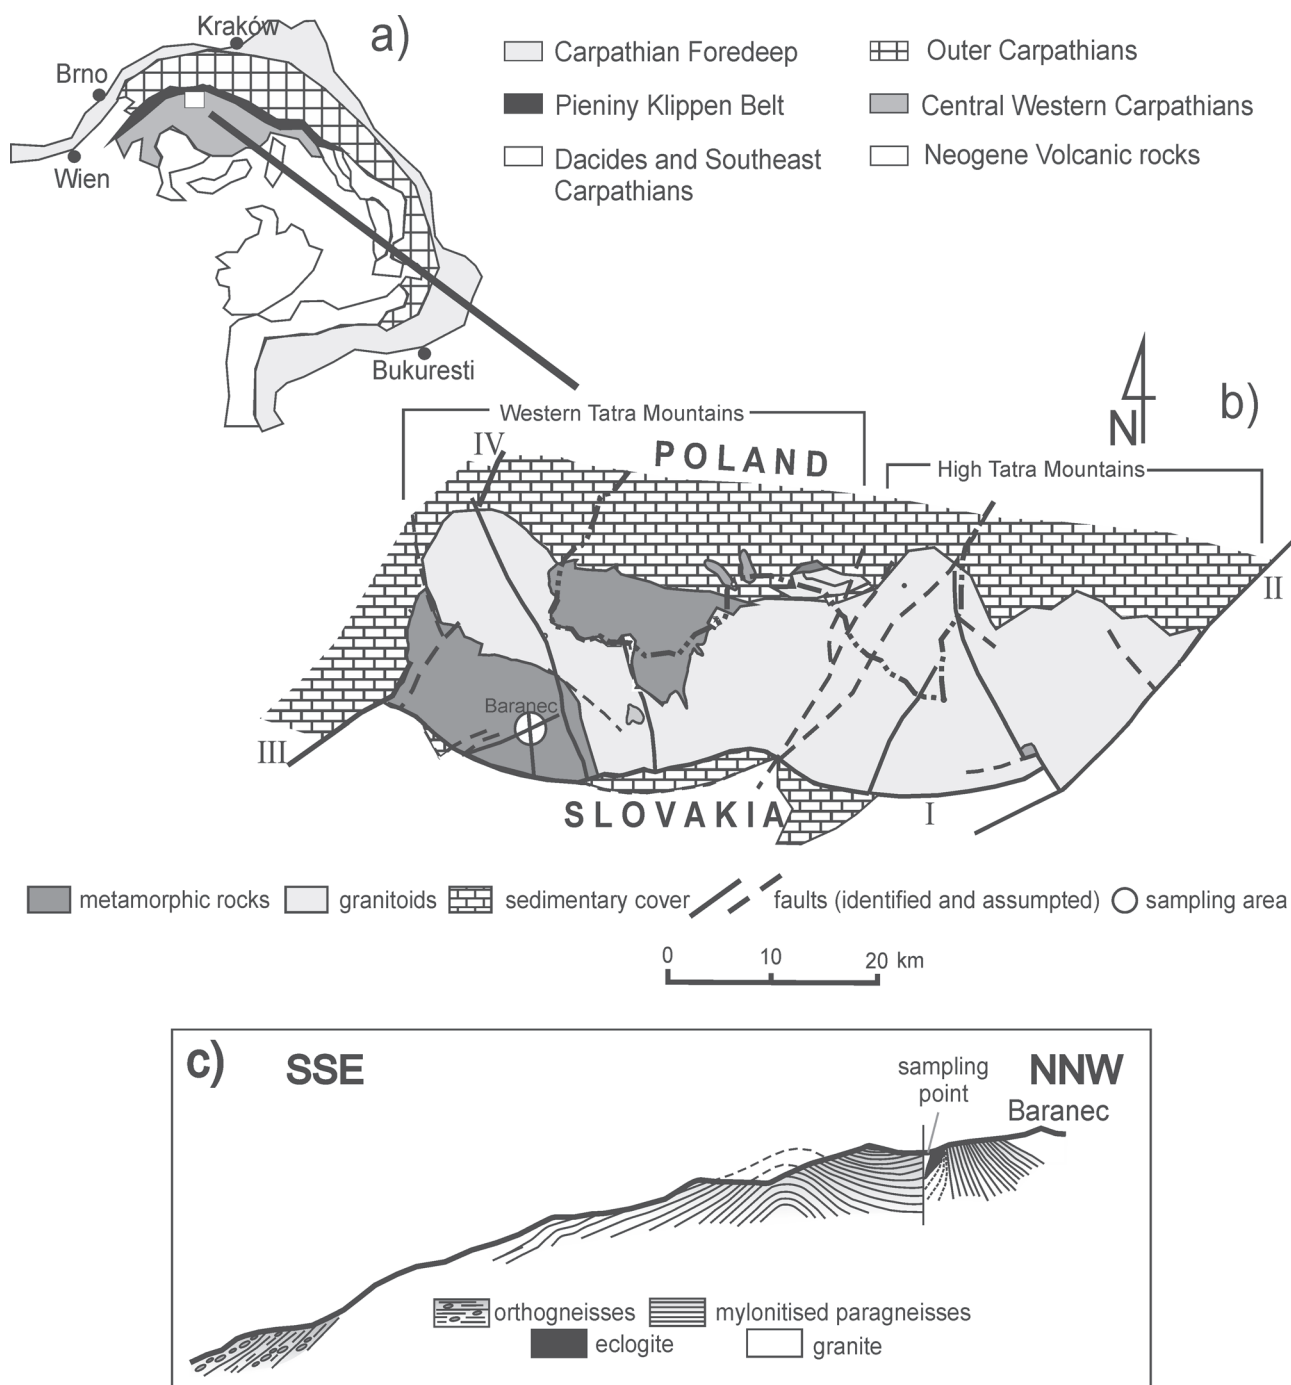 Kraków
a)
Brno
Wien
Bukuresti
Carpathian Foredeep
Outer Carpathians
Pieniny Klippen Belt
Central Western Carpathians
Dacides and Southeast
Carpathians
Neogene Volcanic rocks
b)
N
Western Tatra Mountains
IV
POLAND
High Tatra Mountains
II
Baranec
III
SLOVAKIA
I
metamorphic rocks
granitoids
sedimentary cover
faults (identified and assumpted)
sampling area
0 10 20 km
c)
SSE
sampling
point
NNW
Baranec
orthogneisses
mylonitised paragneisses
eclogite
granite